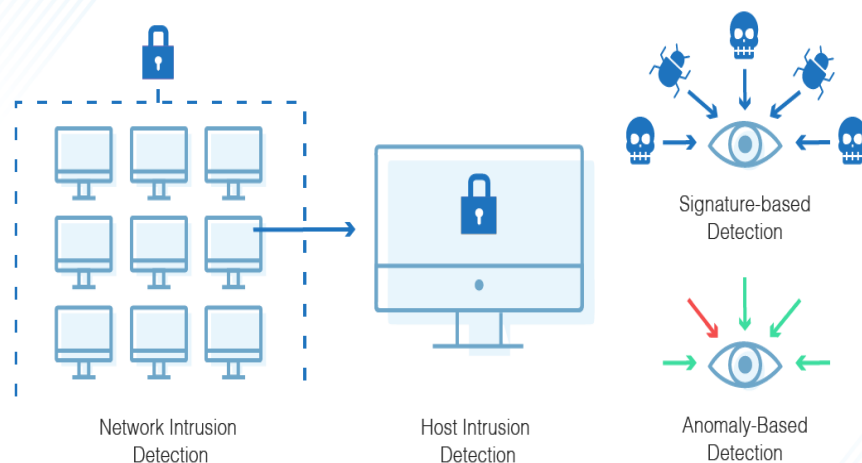 Network Intrusion
Detection
Host Intrusion
Detection
Signature-based
Detection
Anomaly-Based
Detection